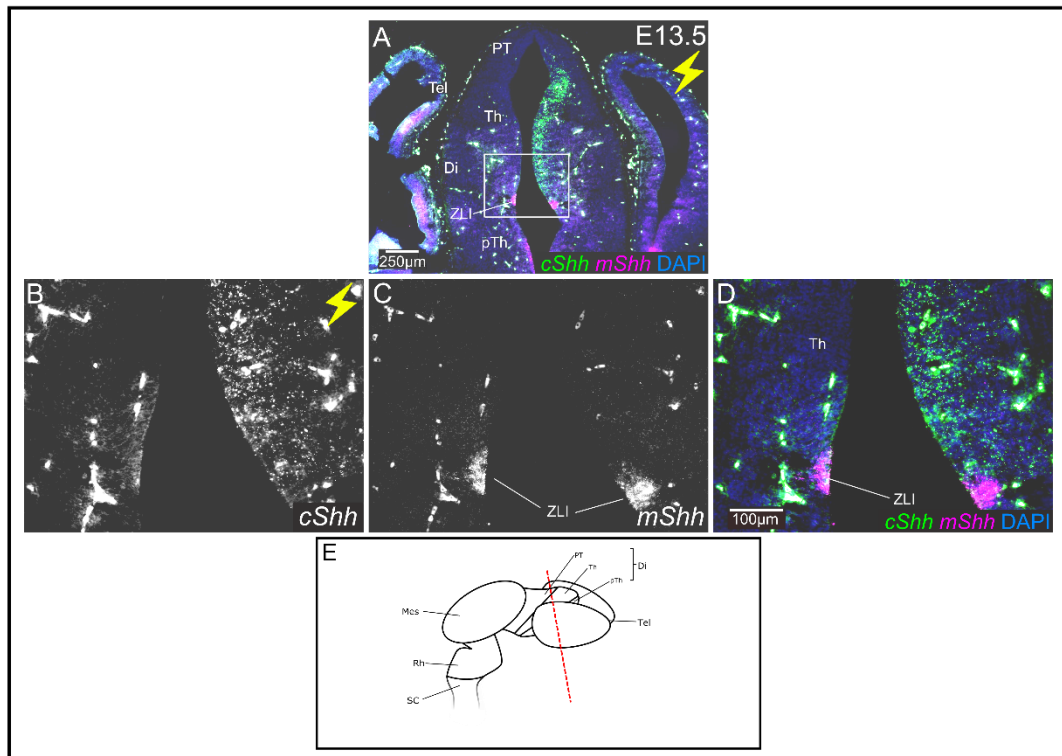 A
E13.5
PT
Tel
Th
Di
ZLI
pTh
250µm
cShh mShh DAPI
B
cShh
C
ZLI
mShh
D
Th
ZLI
100µm
cShh mShh DAPI
E
PT
Th
Di
pTh
Mes
Tel
Rh
SC